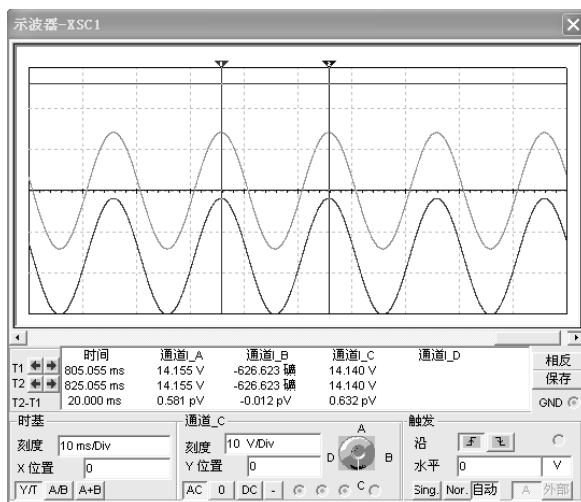 示波器-XSC1
1 2
时间 通道_A 通道_B 通道_C 通道_D
T1 805.055 ms 14.155 V -626.623 礦 14.140 V
T2 825.055 ms 14.155 V -626.623 礦 14.140 V
T2-T1 20.000 ms 0.581 pV -0.012 pV 0.632 pV
相反
保存
GND
时基
刻度 10 ms/Div
X 位置 0
Y/T A/B A+B
通道_C
刻度 10 V/Div
Y 位置 0
AC 0 DC -
A
B
C
D
触发
沿
水平 0 V
Sing. Nor. 自动 A 外部